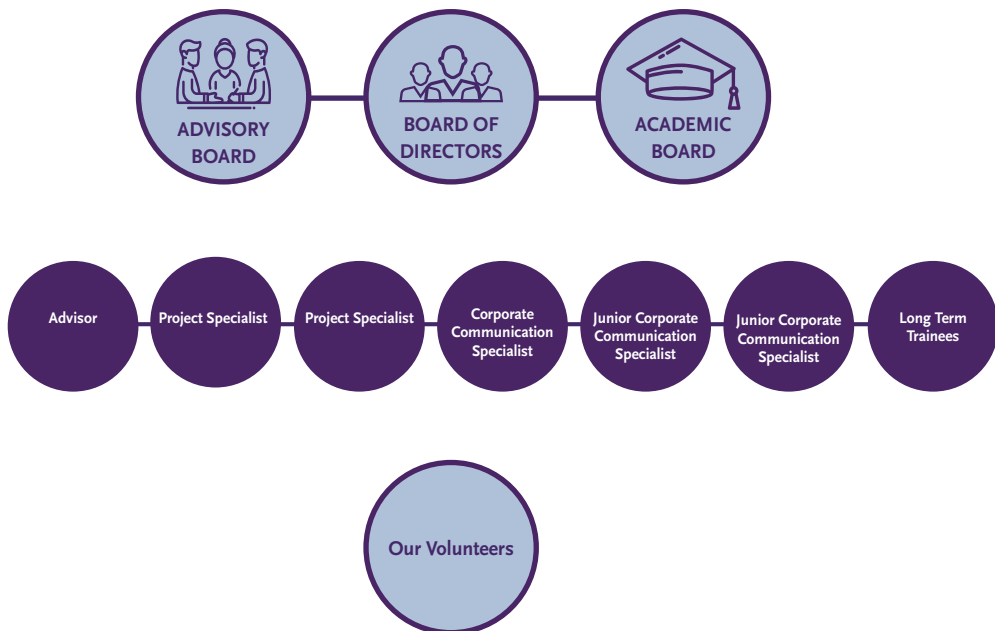 ADVISORY
BOARD
BOARD OF
DIRECTORS
ACADEMIC
BOARD
Advisor
Project Specialist
Project Specialist
Corporate
Communication
Specialist
Junior Corporate
Communication
Specialist
Junior Corporate
Communication
Specialist
Long Term
Trainees
Our Volunteers